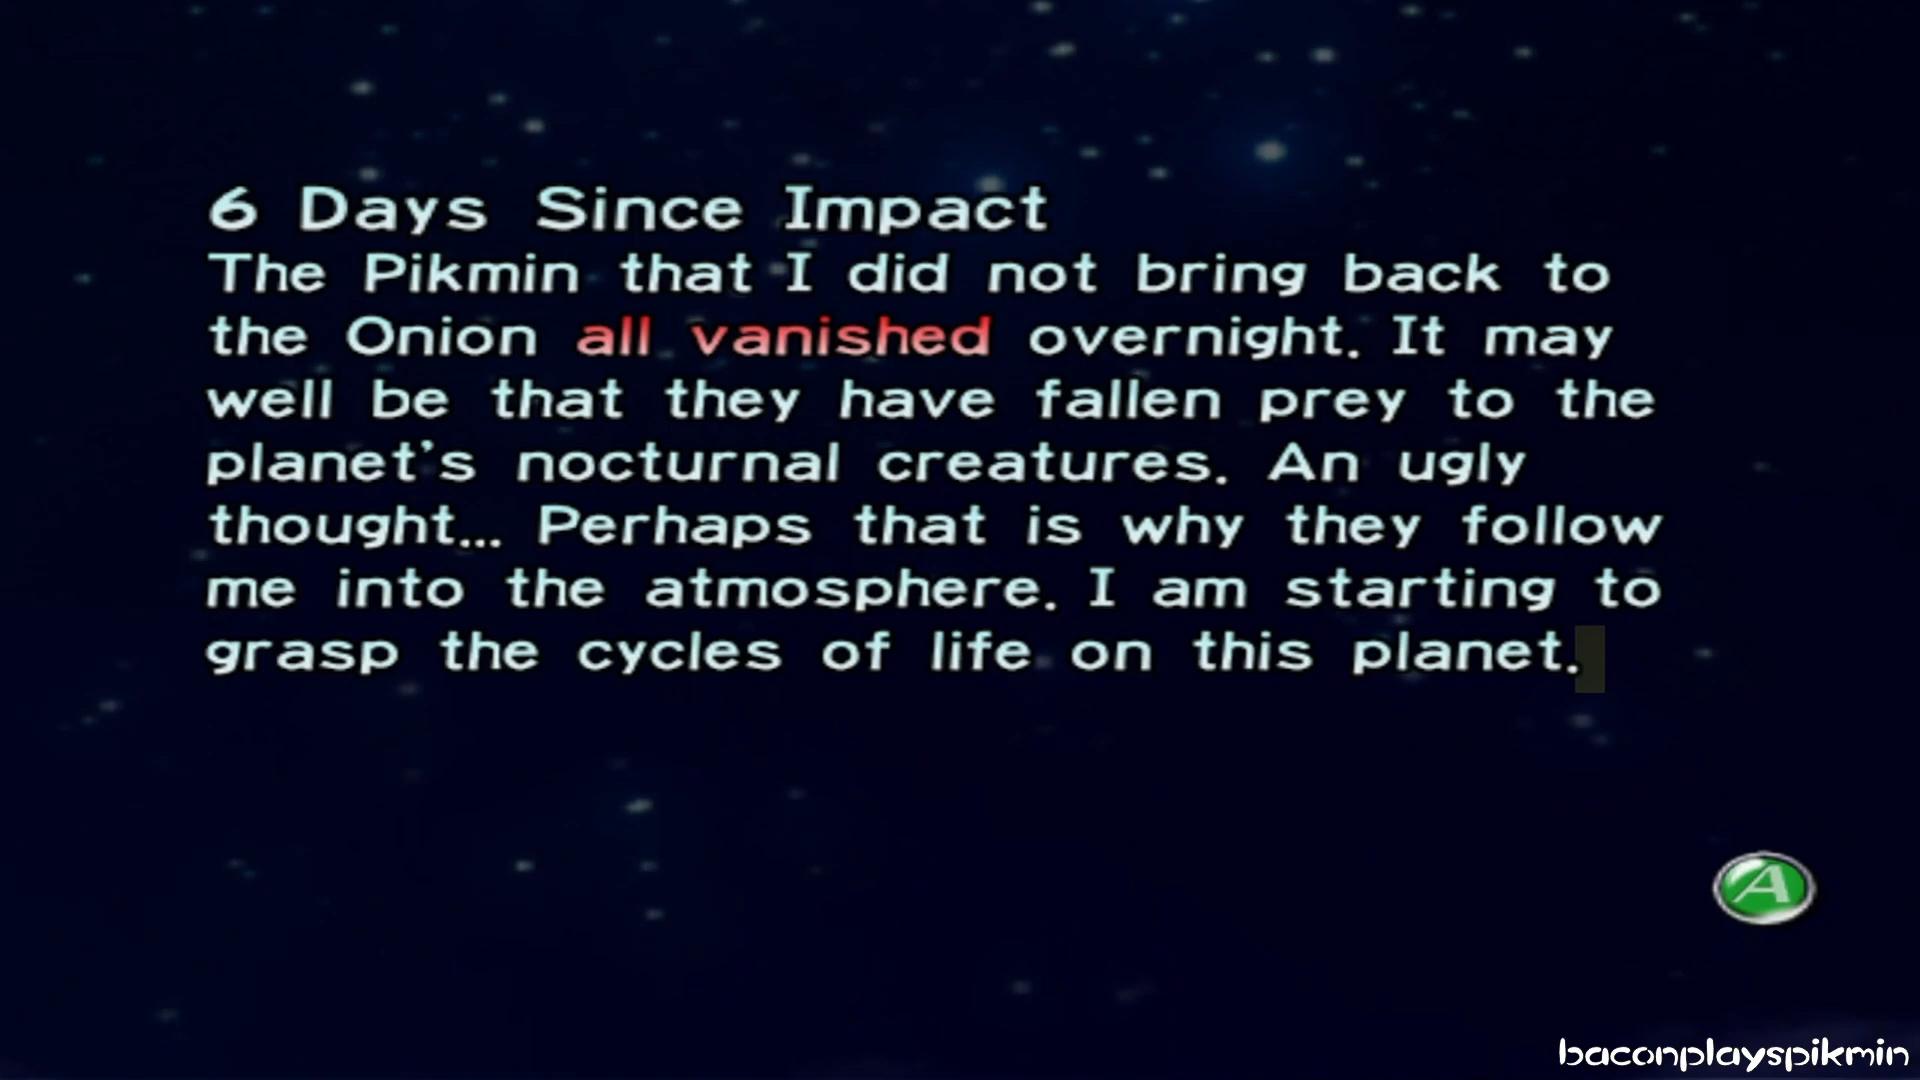 6 Days Since Impact
The Pikmin that I did not bring back to
the Onion all vanished overnight. It may
well be that they have fallen prey to the
planet's nocturnal creatures. An ugly
thought... Perhaps that is why they follow
me into the atmosphere. I am starting to
grasp the cycles of life on this planet.
A
baconplayspikmin